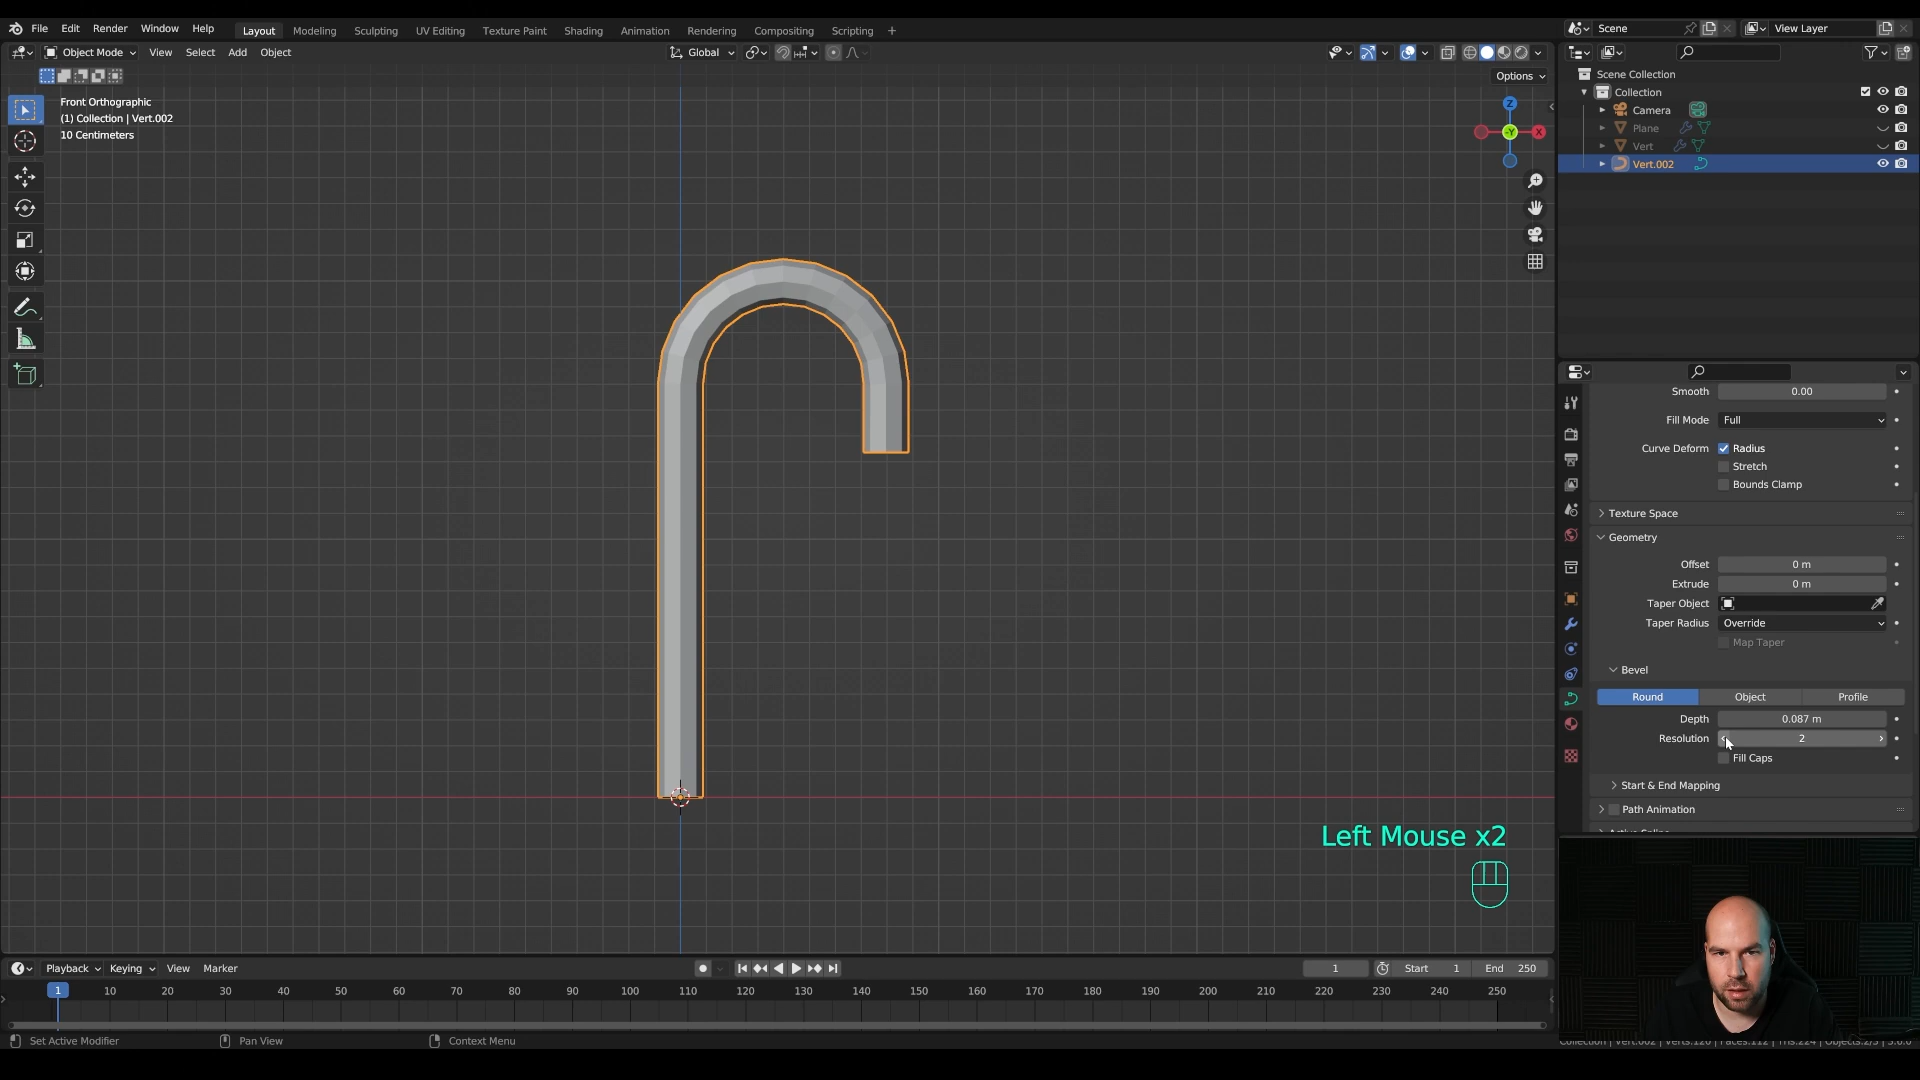 File Edit Render Window Help Layout Modeling Sculpting UV Editing Texture Paint Shading Animation Rendering Compositing Scripting + Scene View Layer
Object Mode View Select Add Object Global
Options
Front Orthographic
(1) Collection | Vert.002
10 Centimeters
Z
-Y
X
Scene Collection
Collection
Camera
Plane
Vert
Vert.002
Smooth 0.00
Fill Mode Full
Curve Deform Radius
Stretch
Bounds Clamp
Texture Space
Geometry
Offset 0 m
Extrude 0 m
Taper Object
Taper Radius Override
Map Taper
Bevel
Round Object Profile
Depth 0.087 m
Resolution 2
Fill Caps
Start & End Mapping
Path Animation
Left Mouse x2
Playback Keying View Marker 1 Start 1 End 250
1 10 20 30 40 50 60 70 80 90 100 110 120 130 140 150 160 170 180 190 200 210 220 230 240 250
Set Active Modifier Pan View Context Menu